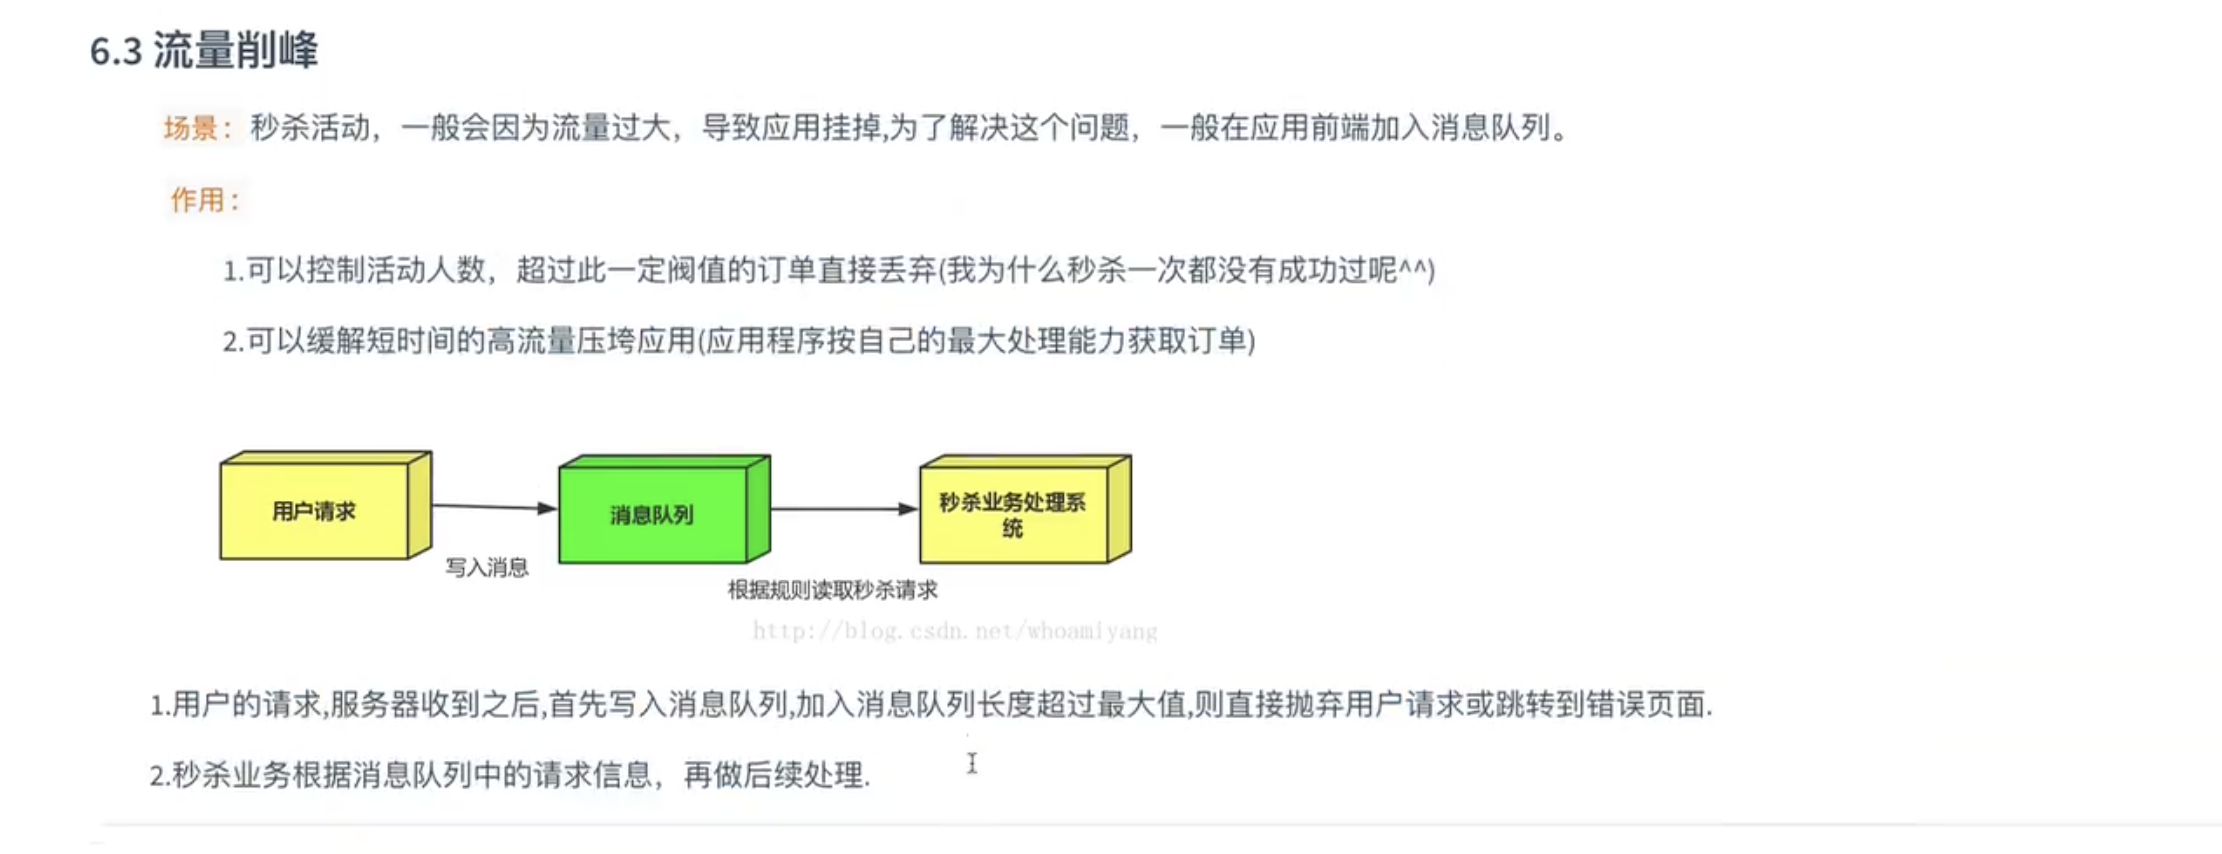 6.3 流量削峰
场景：秒杀活动，一般会因为流量过大，导致应用挂掉,为了解决这个问题，一般在应用前端加入消息队列。
作用：
1.可以控制活动人数，超过此一定阀值的订单直接丢弃(我为什么秒杀一次都没有成功过呢^^)
2.可以缓解短时间的高流量压垮应用(应用程序按自己的最大处理能力获取订单)
用户请求
写入消息
消息队列
根据规则读取秒杀请求
秒杀业务处理系
统
http://blog.csdn.net/whoamiyang
1.用户的请求,服务器收到之后,首先写入消息队列,加入消息队列长度超过最大值,则直接抛弃用户请求或跳转到错误页面.
2.秒杀业务根据消息队列中的请求信息，再做后续处理.